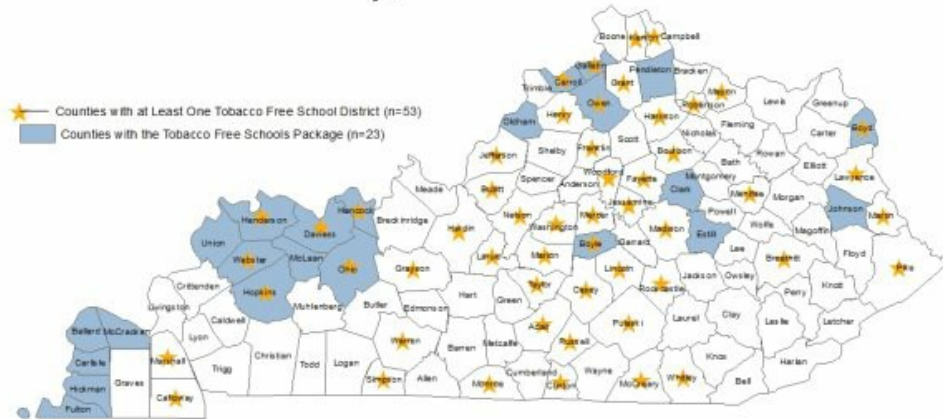 Counties with at Least One Tobacco Free School District (n=53)
Counties with the Tobacco Free Schools Package (n=23)
Boone
Campbell
Carroll
Grant
Pendleton
Bracken
Trimble
Owen
Robertson
Lewis
Greenup
Oldham
Henry
Harrison
Fleming
Boyd
Carter
Nicholas
Scott
Shelby
Franklin
Bourbon
Rowan
Jefferson
Bath
Elliott
Woodford
Fayette
Montgomery
Lawrence
Spencer
Anderson
Clark
Menifee
Morgan
Meade
Bullitt
Jessamine
Johnson
Martin
Hancock
Nelson
Mercer
Powell
Henderson
Breckinridge
Washington
Madison
Wolfe
Magoffin
Daviess
Hardin
Boyle
Garrard
Estill
Lee
Floyd
Union
Webster
McLean
Ohio
Grayson
Larue
Marion
Lincoln
Breathitt
Pike
Crittenden
Hopkins
Hart
Green
Taylor
Casey
Rockcastle
Jackson
Owsley
Knott
Perry
Livingston
Muhlenberg
Butler
Edmonson
Caldwell
Adair
Pulaski
Laurel
Clay
Leslie
Letcher
Ballard
McCracken
Lyon
Warren
Barren
Metcalfe
Russell
Carlisle
Marshall
Trigg
Christian
Todd
Logan
Simpson
Allen
Monroe
Cumberland
Clinton
Wayne
McCreary
Whitley
Knox
Bell
Harlan
Graves
Hickman
Calloway
Fulton